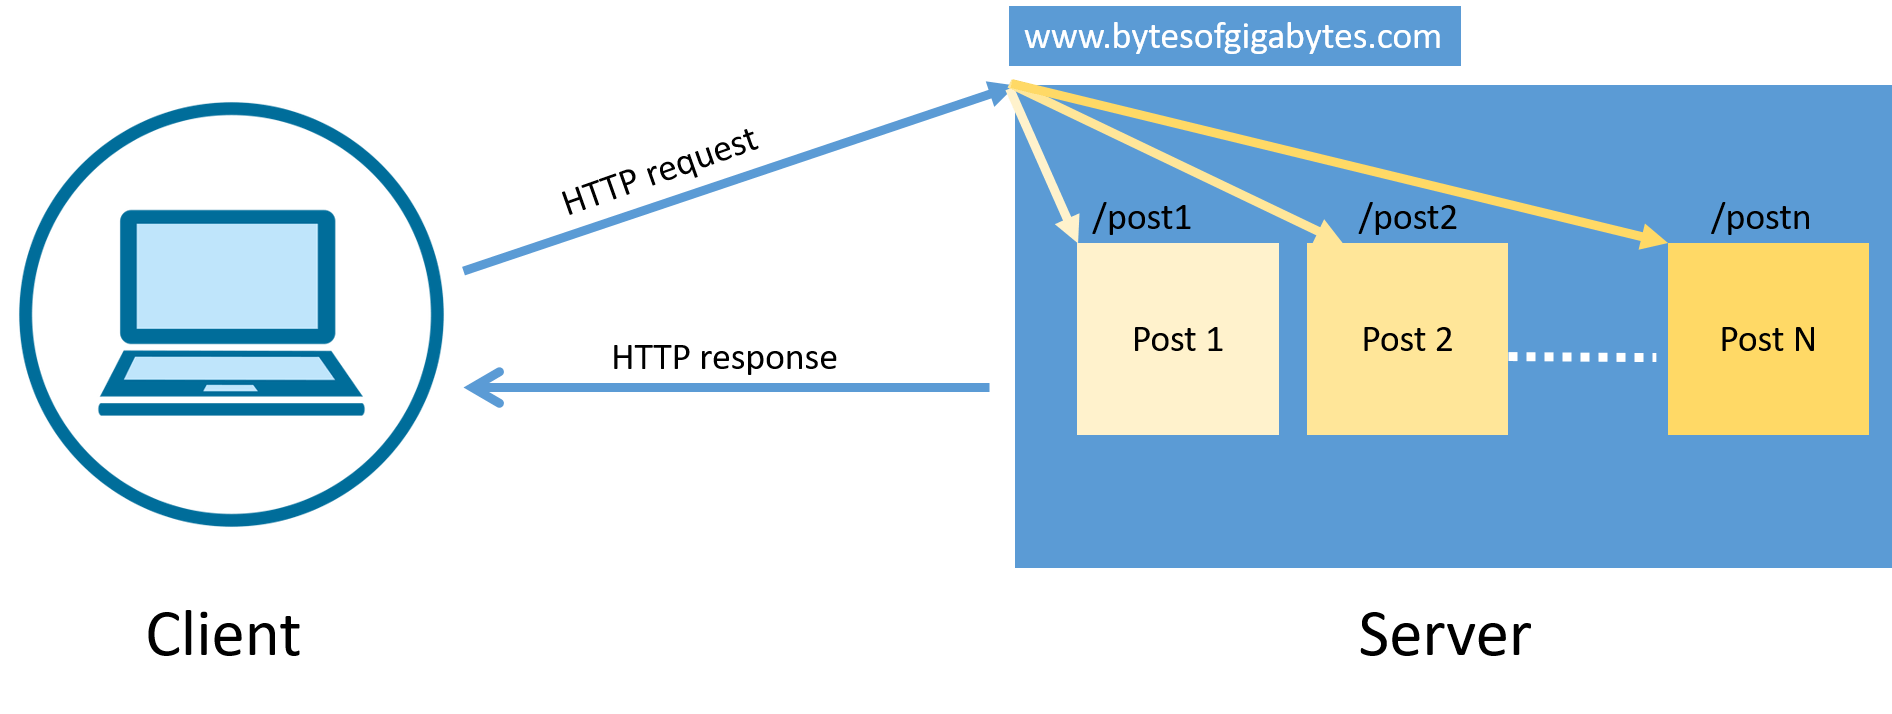 www.bytesofgigabytes.com
HTTP request
/post1
/post2
/postn
Post 1
Post 2
Post N
HTTP response
Client
Server